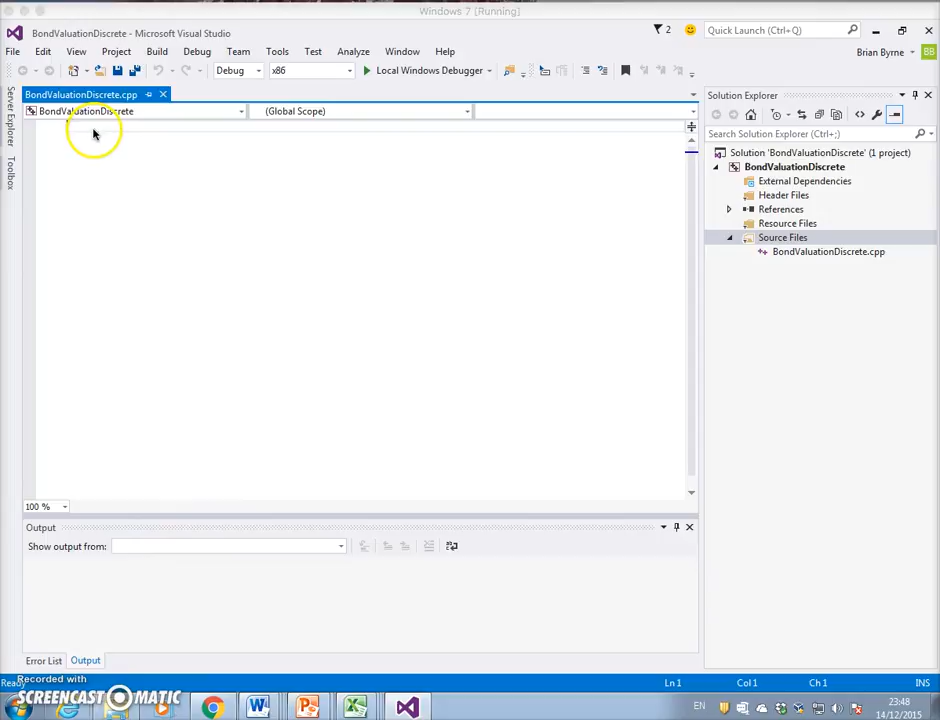 Windows 7 [Running]
BondValuationDiscrete - Microsoft Visual Studio
2
Quick Launch (Ctrl+Q)
File Edit View Project Build Debug Team Tools Test Analyze Window Help
Brian Byrne BB
Debug x86 Local Windows Debugger
BondValuationDiscrete.cpp
Solution Explorer
BondValuationDiscrete (Global Scope)
Server Explorer
Toolbox
Search Solution Explorer (Ctrl+;)
Solution 'BondValuationDiscrete' (1 project)
BondValuationDiscrete
External Dependencies
Header Files
References
Resource Files
Source Files
BondValuationDiscrete.cpp
100 %
Output
Show output from:
Error List Output
Ready Ln 1 Col 1 Ch 1 INS
Recorded with
SCREENCAST MATIC
EN
23:48
14/12/2015